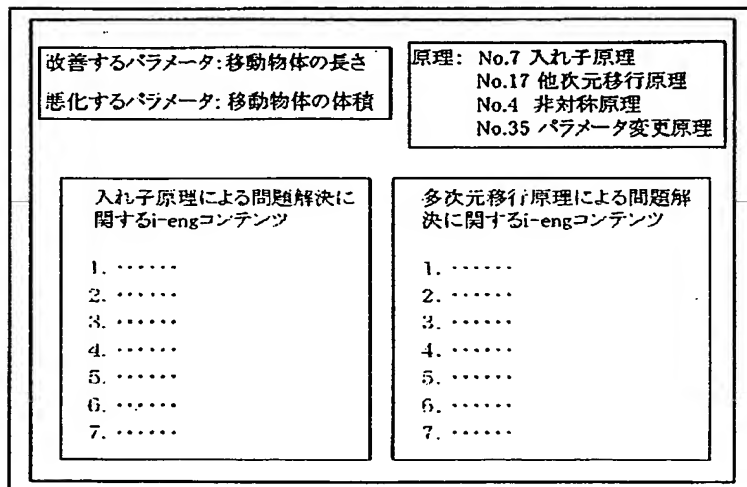 改善するパラメータ:移動物体の長さ
悪化するパラメータ:移動物体の体積
原理: No.7 入れ子原理
No.17 他次元移行原理
No.4 非対称原理
No.35 パラメータ変更原理
入れ子原理による問題解決に
関するi-engコンテンツ
1. ‥‥‥
2. ‥‥‥
3. ‥‥‥
4. ‥‥‥
5. ‥‥‥
6. ‥‥‥
7. ‥‥‥
多次元移行原理による問題解
決に関するi-engコンテンツ
1. ‥‥‥
2. ‥‥‥
3. ‥‥‥
4. ‥‥‥
5. ‥‥‥
6. ‥‥‥
7. ‥‥‥